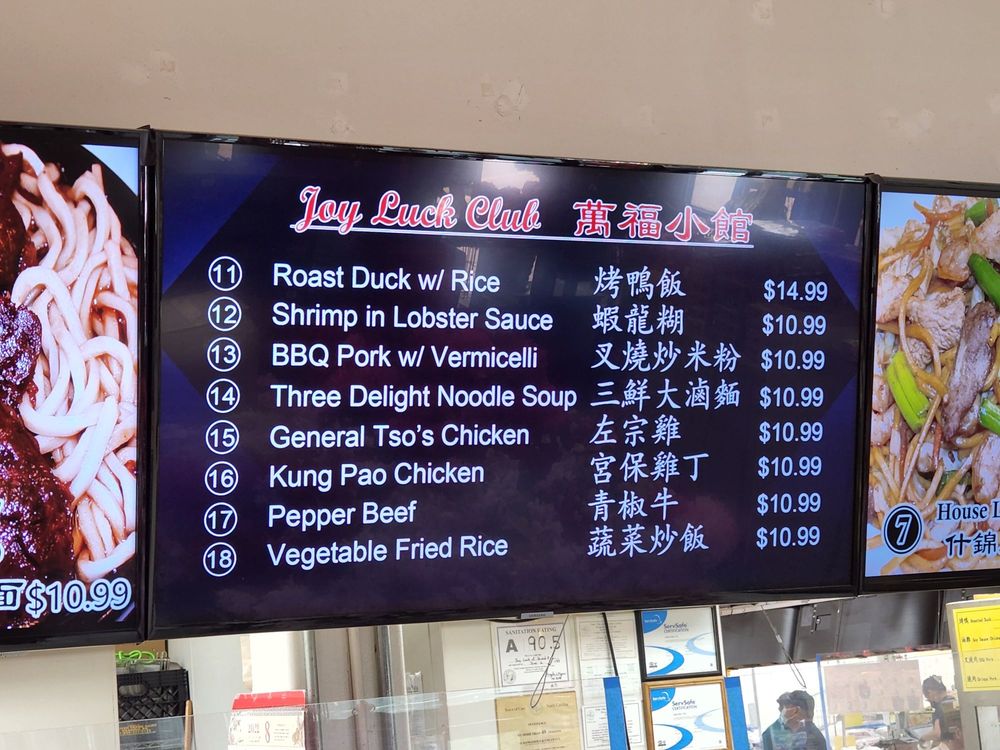 Joy Luck Club 萬福小館
11 Roast Duck w/ Rice 烤鴨飯 $14.99
12 Shrimp in Lobster Sauce 蝦龍糊 $10.99
13 BBQ Pork w/ Vermicelli 叉燒炒米粉 $10.99
14 Three Delight Noodle Soup 三鮮大滷麵 $10.99
15 General Tso's Chicken 左宗雞 $10.99
16 Kung Pao Chicken 宮保雞丁 $10.99
17 Pepper Beef 青椒牛 $10.99
18 Vegetable Fried Rice 蔬菜炒飯 $10.99
$10.99
7 House
什錦
SANITATION RATING
A 90.5
ServSafe
CERTIFICATION
ServSafe
CERTIFICATION